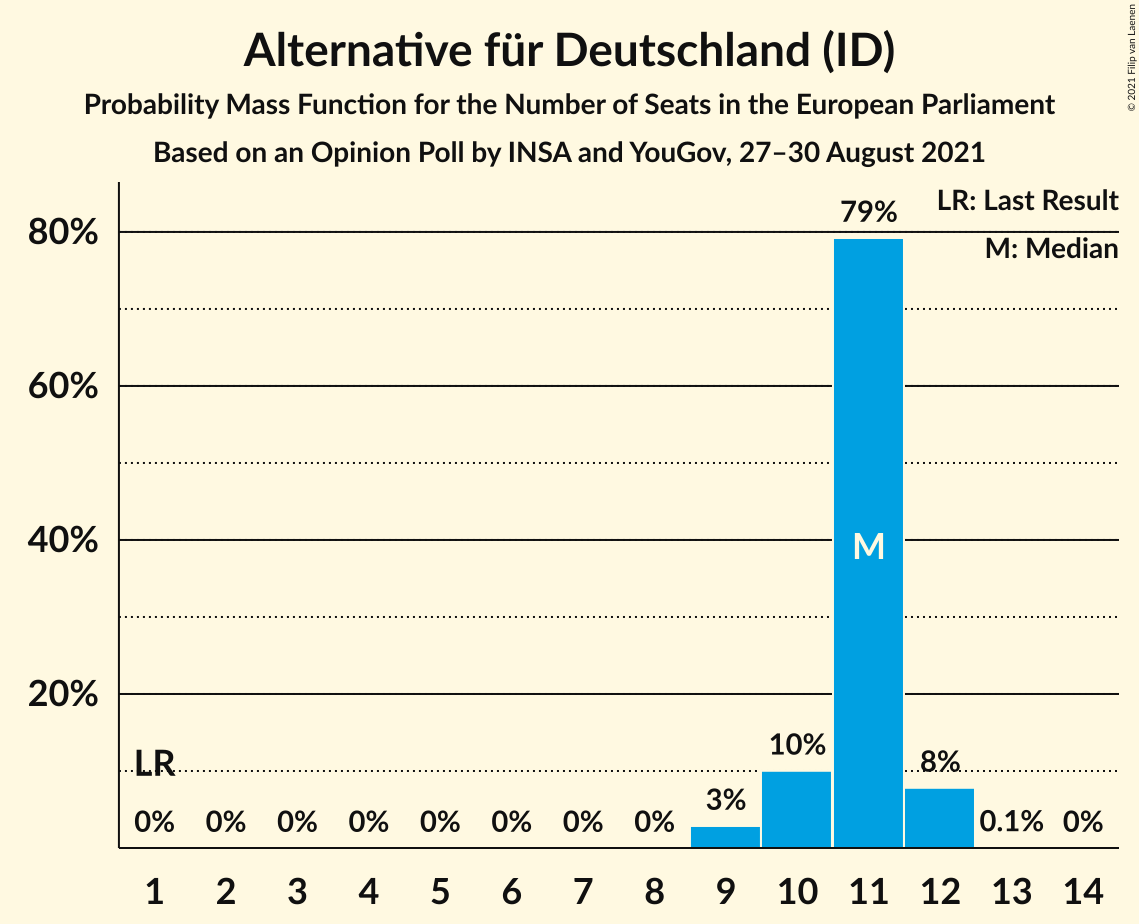 Alternative für Deutschland (ID)
Probability Mass Function for the Number of Seats in the European Parliament
Based on an Opinion Poll by INSA and YouGov, 27–30 August 2021
© 2021 Filip van Laenen
LR: Last Result
M: Median
80%
60%
40%
20%
79%
M
LR
10%
8%
3%
0% 0% 0% 0% 0% 0% 0% 0% 0.1% 0%
1 2 3 4 5 6 7 8 9 10 11 12 13 14